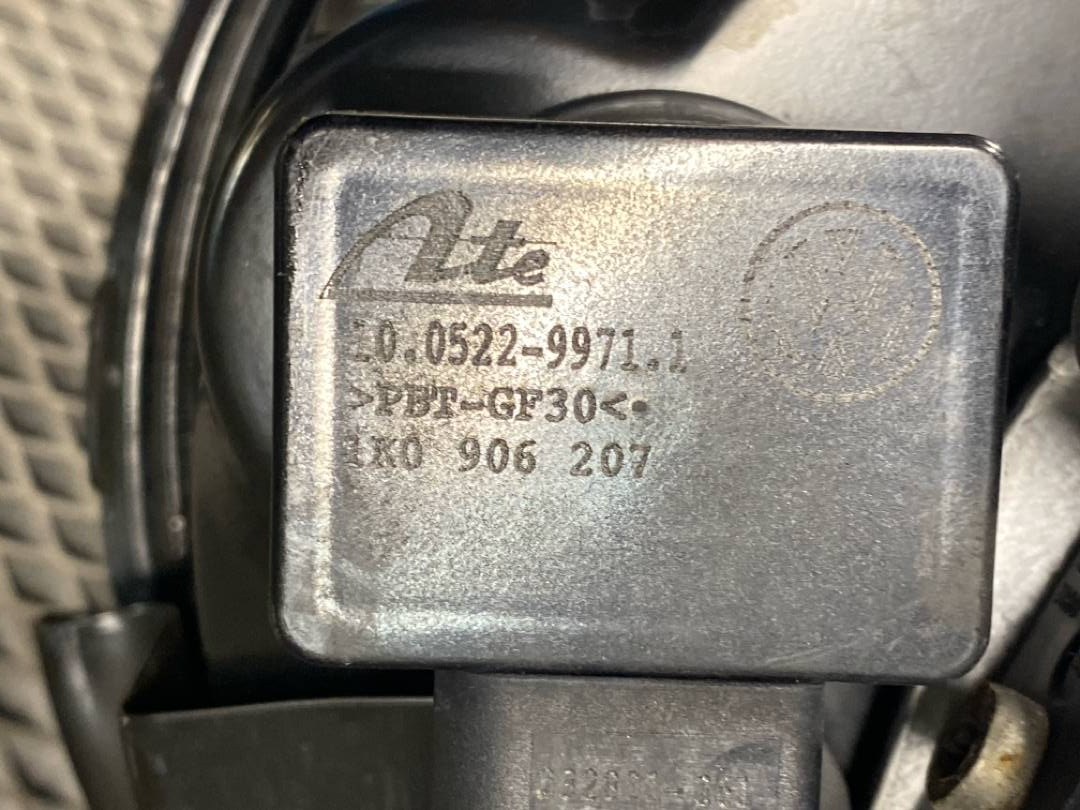 Ate
10.0522-9971.1
>PBT-GF30<•
1K0 906 207